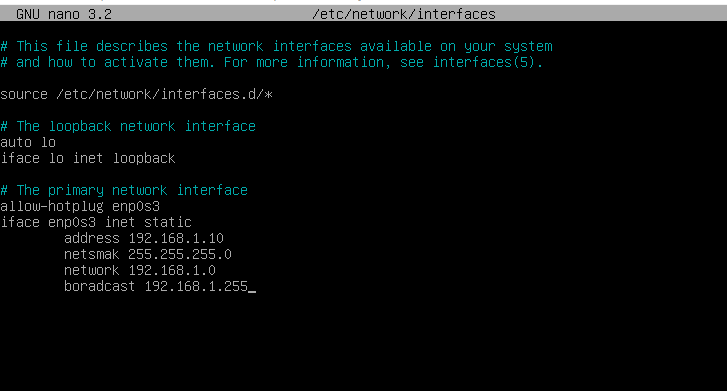 GNU nano 3.2 /etc/network/interfaces
# This file describes the network interfaces available on your system
# and how to activate them. For more information, see interfaces(5).
source /etc/network/interfaces.d/*
# The loopback network interface
auto lo
iface lo inet loopback
# The primary network interface
allow-hotplug enp0s3
iface enp0s3 inet static
address 192.168.1.10
netsmak 255.255.255.0
network 192.168.1.0
boradcast 192.168.1.255_